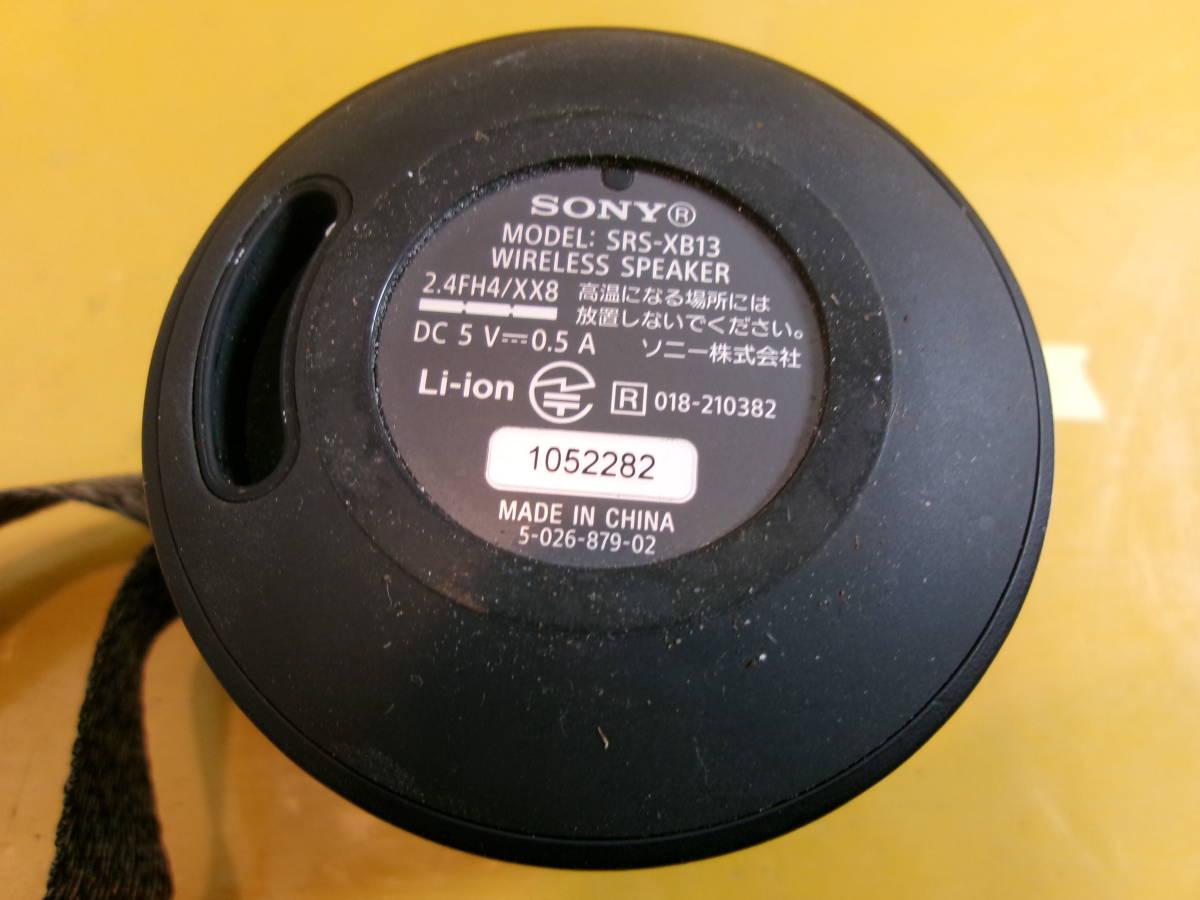 SONY®
MODEL: SRS-XB13
WIRELESS SPEAKER
2.4FH4/XX8
高温になる場所には
放置しないでください。
DC 5 V⎓0.5 A
ソニー株式会社
Li-ion
R 018-210382
1052282
MADE IN CHINA
5-026-879-02